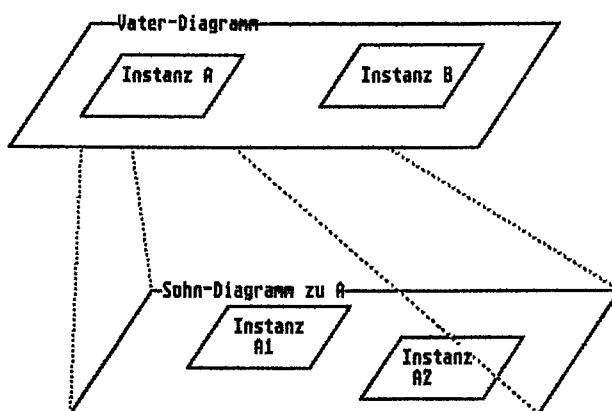 Vater-Diagramm
Instanz A
Instanz B
Sohn-Diagramm zu A
Instanz
A1
Instanz
A2